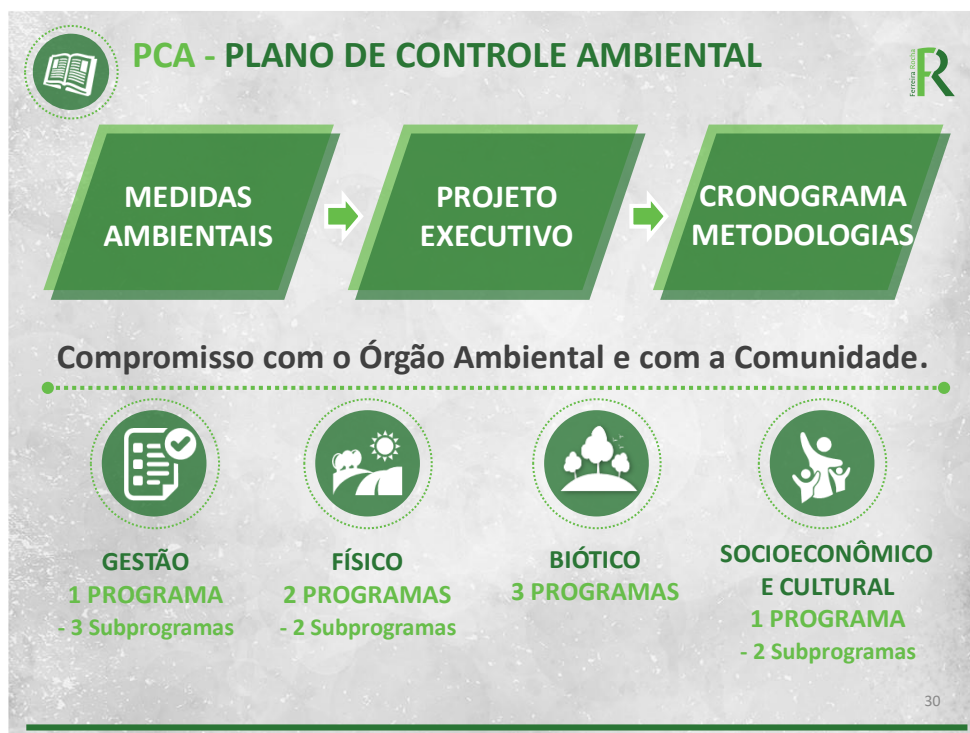 PCA - PLANO DE CONTROLE AMBIENTAL
Ferreira Rocha
FR
MEDIDAS
AMBIENTAIS
PROJETO
EXECUTIVO
CRONOGRAMA
METODOLOGIAS
Compromisso com o Órgão Ambiental e com a Comunidade.
GESTÃO
1 PROGRAMA
- 3 Subprogramas
FÍSICO
2 PROGRAMAS
- 2 Subprogramas
BIÓTICO
3 PROGRAMAS
SOCIOECONÔMICO
E CULTURAL
1 PROGRAMA
- 2 Subprogramas
30